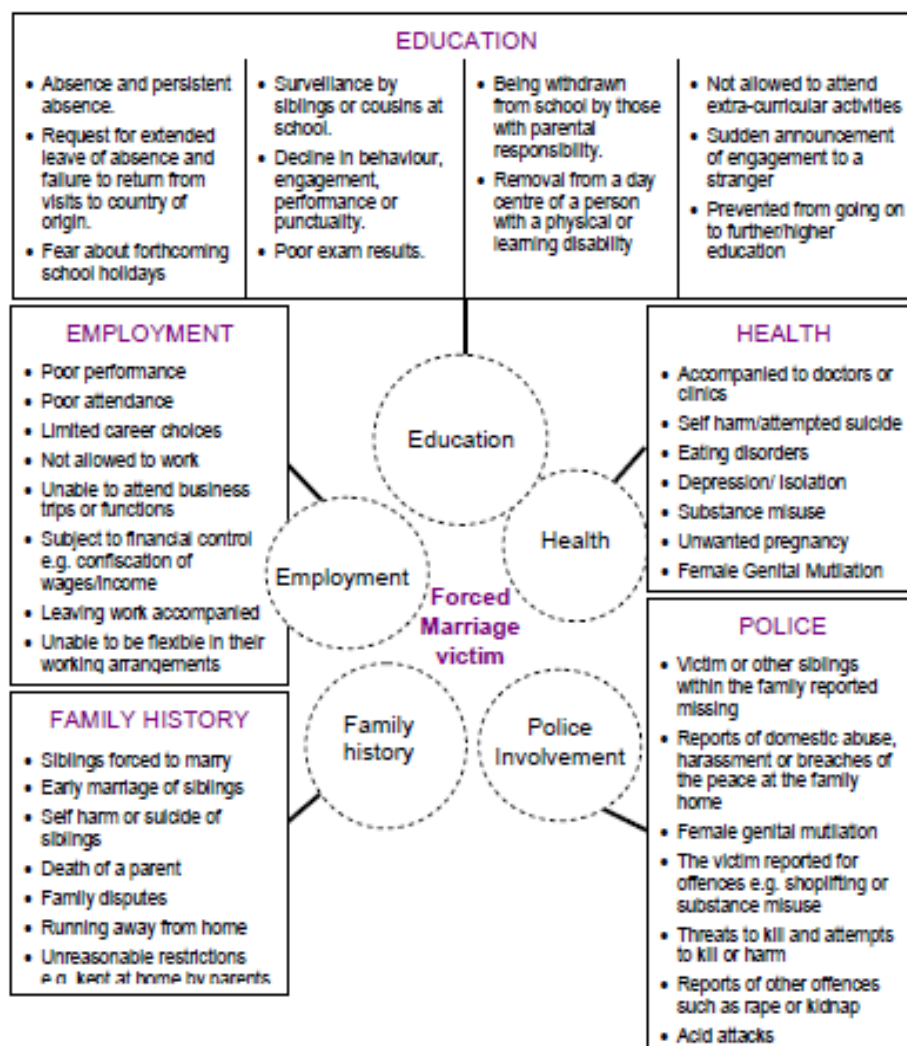 EDUCATION
• Absence and persistent
absence.
• Request for extended
leave of absence and
failure to return from
visits to country of
origin.
• Fear about forthcoming
school holidays
• Surveillance by
siblings or cousins at
school.
• Decline in behaviour,
engagement,
performance or
punctuality.
• Poor exam results.
• Being withdrawn
from school by those
with parental
responsibility.
• Removal from a day
centre of a person
with a physical or
learning disability
• Not allowed to attend
extra-curricular activities
• Sudden announcement
of engagement to a
stranger
• Prevented from going on
to further/higher
education
EMPLOYMENT
• Poor performance
• Poor attendance
• Limited career choices
• Not allowed to work
• Unable to attend business
trips or functions
• Subject to financial control
e.g. confiscation of
wages/income
• Leaving work accompanied
• Unable to be flexible in their
working arrangements
HEALTH
• Accompanied to doctors or
clinics
• Self harm/attempted suicide
• Eating disorders
• Depression/ isolation
• Substance misuse
• Unwanted pregnancy
• Female Genital Mutilation
Education
Employment
Health
Forced
Marriage
victim
Family
history
Police
Involvement
FAMILY HISTORY
• Siblings forced to marry
• Early marriage of siblings
• Self harm or suicide of
siblings
• Death of a parent
• Family disputes
• Running away from home
• Unreasonable restrictions
e.g. kept at home by parents
POLICE
• Victim or other siblings
within the family reported
missing
• Reports of domestic abuse,
harassment or breaches of
the peace at the family
home
• Female genital mutilation
• The victim reported for
offences e.g. shoplifting or
substance misuse
• Threats to kill and attempts
to kill or harm
• Reports of other offences
such as rape or kidnap
• Acid attacks